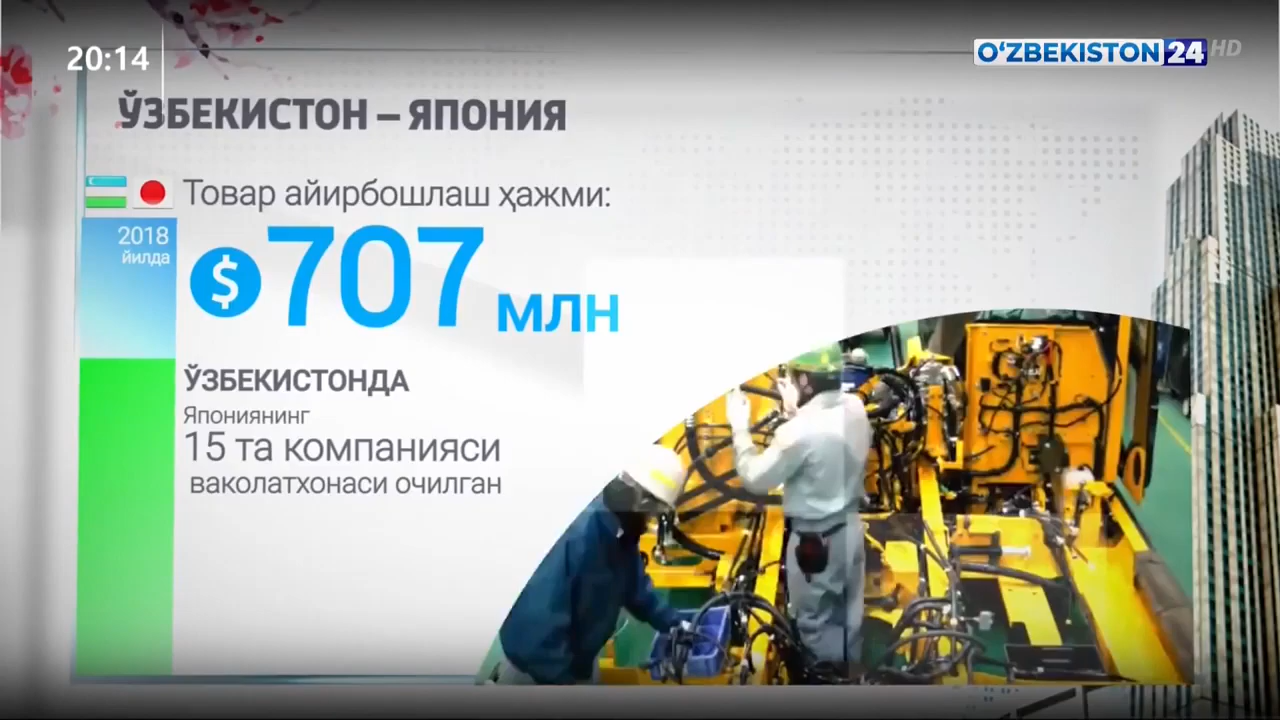 20:14
O‘ZBEKISTON 24 HD
ЎЗБЕКИСТОН – ЯПОНИЯ
Товар айирбошлаш ҳажми:
2018
йилда
$ 707 млн
ЎЗБЕКИСТОНДА
Япониянинг
15 та компанияси
ваколатхонаси очилган